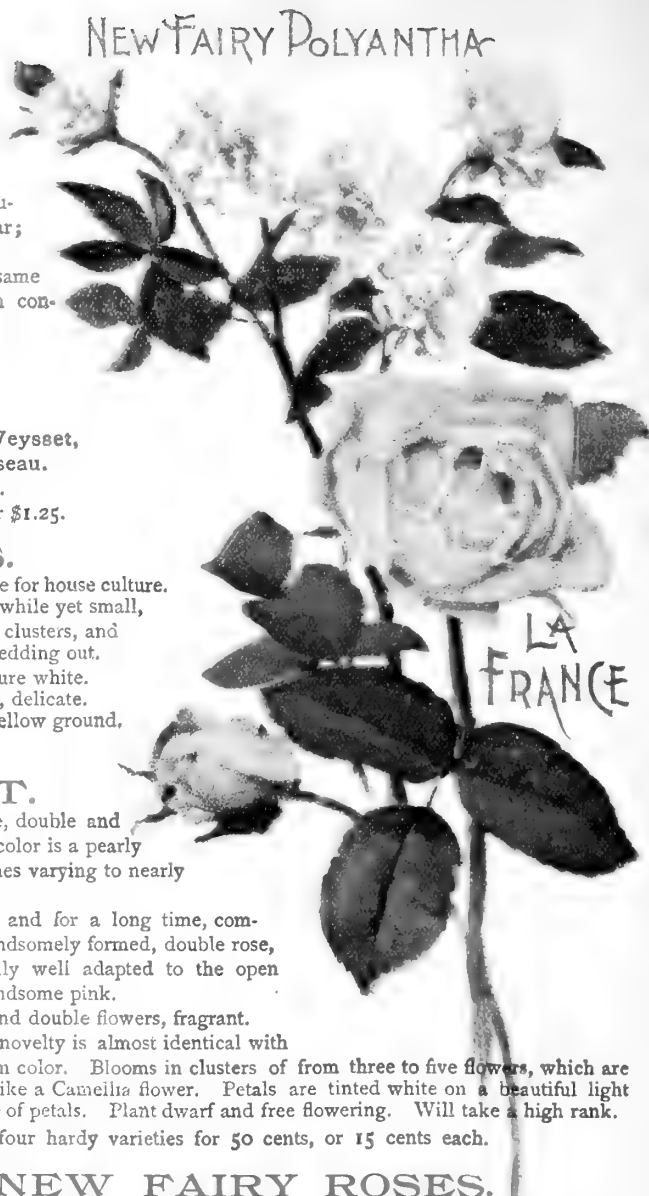 NEW FAIRY POLYANTHA
u-
ar;
same
con-
Veysset,
seau.
$1.25.
S.
e for house culture.
while yet small,
clusters, and
edding out.
ure white.
, delicate.
ellow ground.
T.
e, double and
color is a pearly
nes varying to nearly
and for a long time, com-
ndsomely formed, double rose,
lly well adapted to the open
ndsome pink.
nd double flowers, fragrant.
novelty is almost identical with
n color. Blooms in clusters of from three to five flowers, which are
like a Camellia flower. Petals are tinted white on a beautiful light
of petals. Plant dwarf and free flowering. Will take a high rank.
four hardy varieties for 50 cents, or 15 cents each.
LA
FRANCE
NEW FAIRY ROSES.